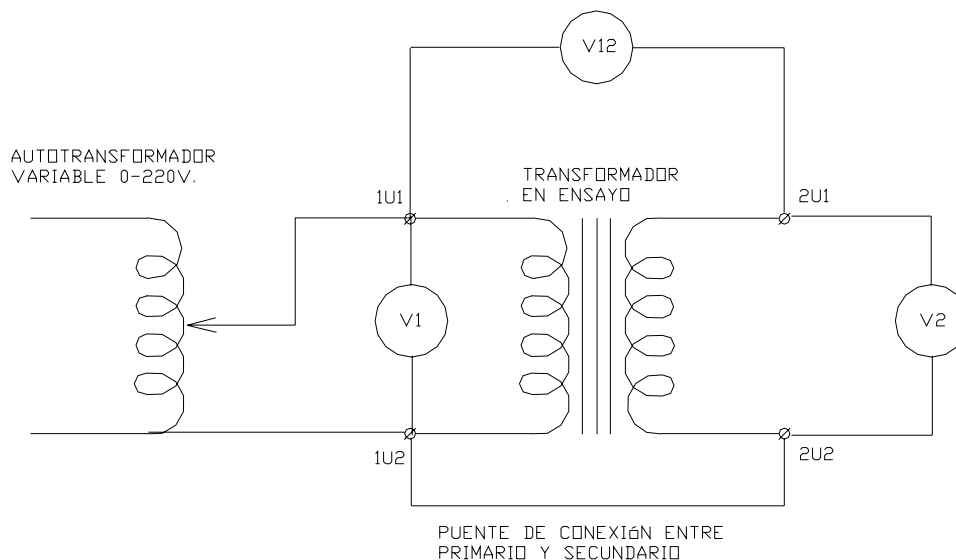 V12
AUTOTRANSFORMADOR
VARIABLE 0-220V.
TRANSFORMADOR
. EN ENSAYO
1U1
2U1
V1
V2
1U2
2U2
PUENTE DE CONEXIóN ENTRE
PRIMARIO Y SECUNDARIO